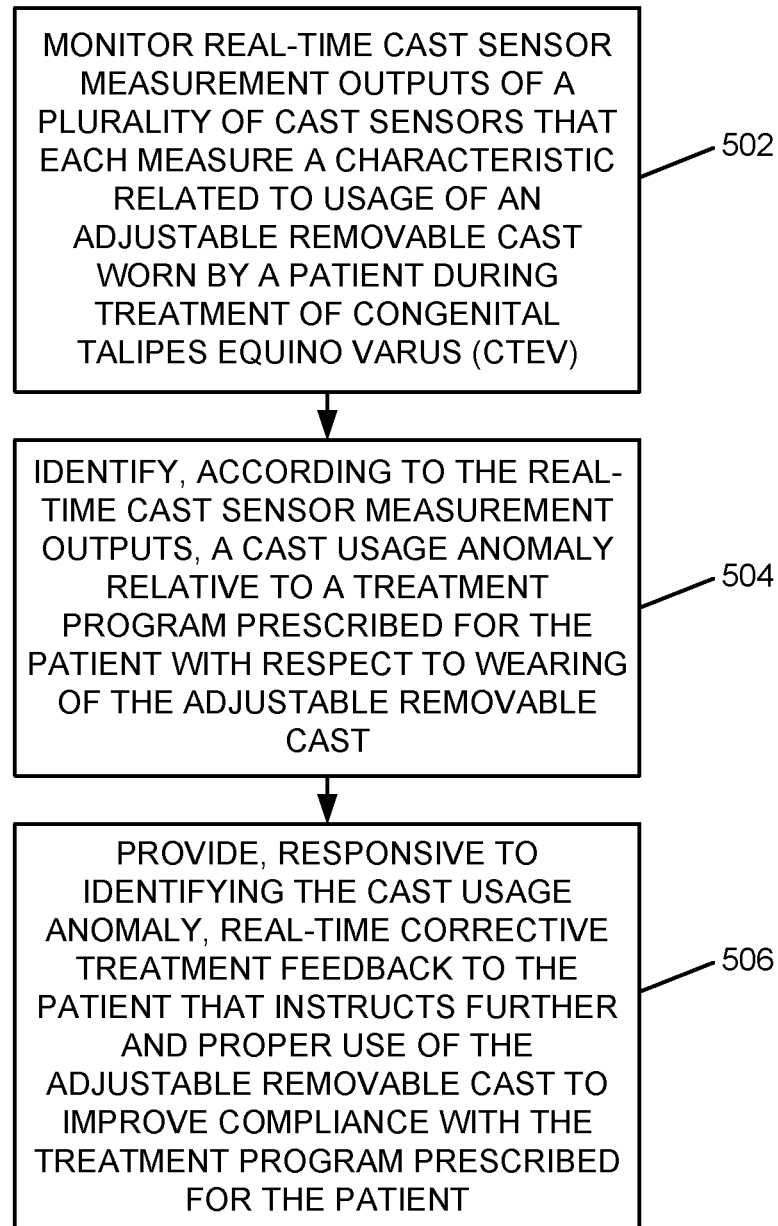 MONITOR REAL-TIME CAST SENSOR
MEASUREMENT OUTPUTS OF A
PLURALITY OF CAST SENSORS THAT
EACH MEASURE A CHARACTERISTIC
RELATED TO USAGE OF AN
ADJUSTABLE REMOVABLE CAST
WORN BY A PATIENT DURING
TREATMENT OF CONGENITAL
TALIPES EQUINO VARUS (CTEV)
502
IDENTIFY, ACCORDING TO THE REAL-
TIME CAST SENSOR MEASUREMENT
OUTPUTS, A CAST USAGE ANOMALY
RELATIVE TO A TREATMENT
PROGRAM PRESCRIBED FOR THE
PATIENT WITH RESPECT TO WEARING
OF THE ADJUSTABLE REMOVABLE
CAST
504
PROVIDE, RESPONSIVE TO
IDENTIFYING THE CAST USAGE
ANOMALY, REAL-TIME CORRECTIVE
TREATMENT FEEDBACK TO THE
PATIENT THAT INSTRUCTS FURTHER
AND PROPER USE OF THE
ADJUSTABLE REMOVABLE CAST TO
IMPROVE COMPLIANCE WITH THE
TREATMENT PROGRAM PRESCRIBED
FOR THE PATIENT
506